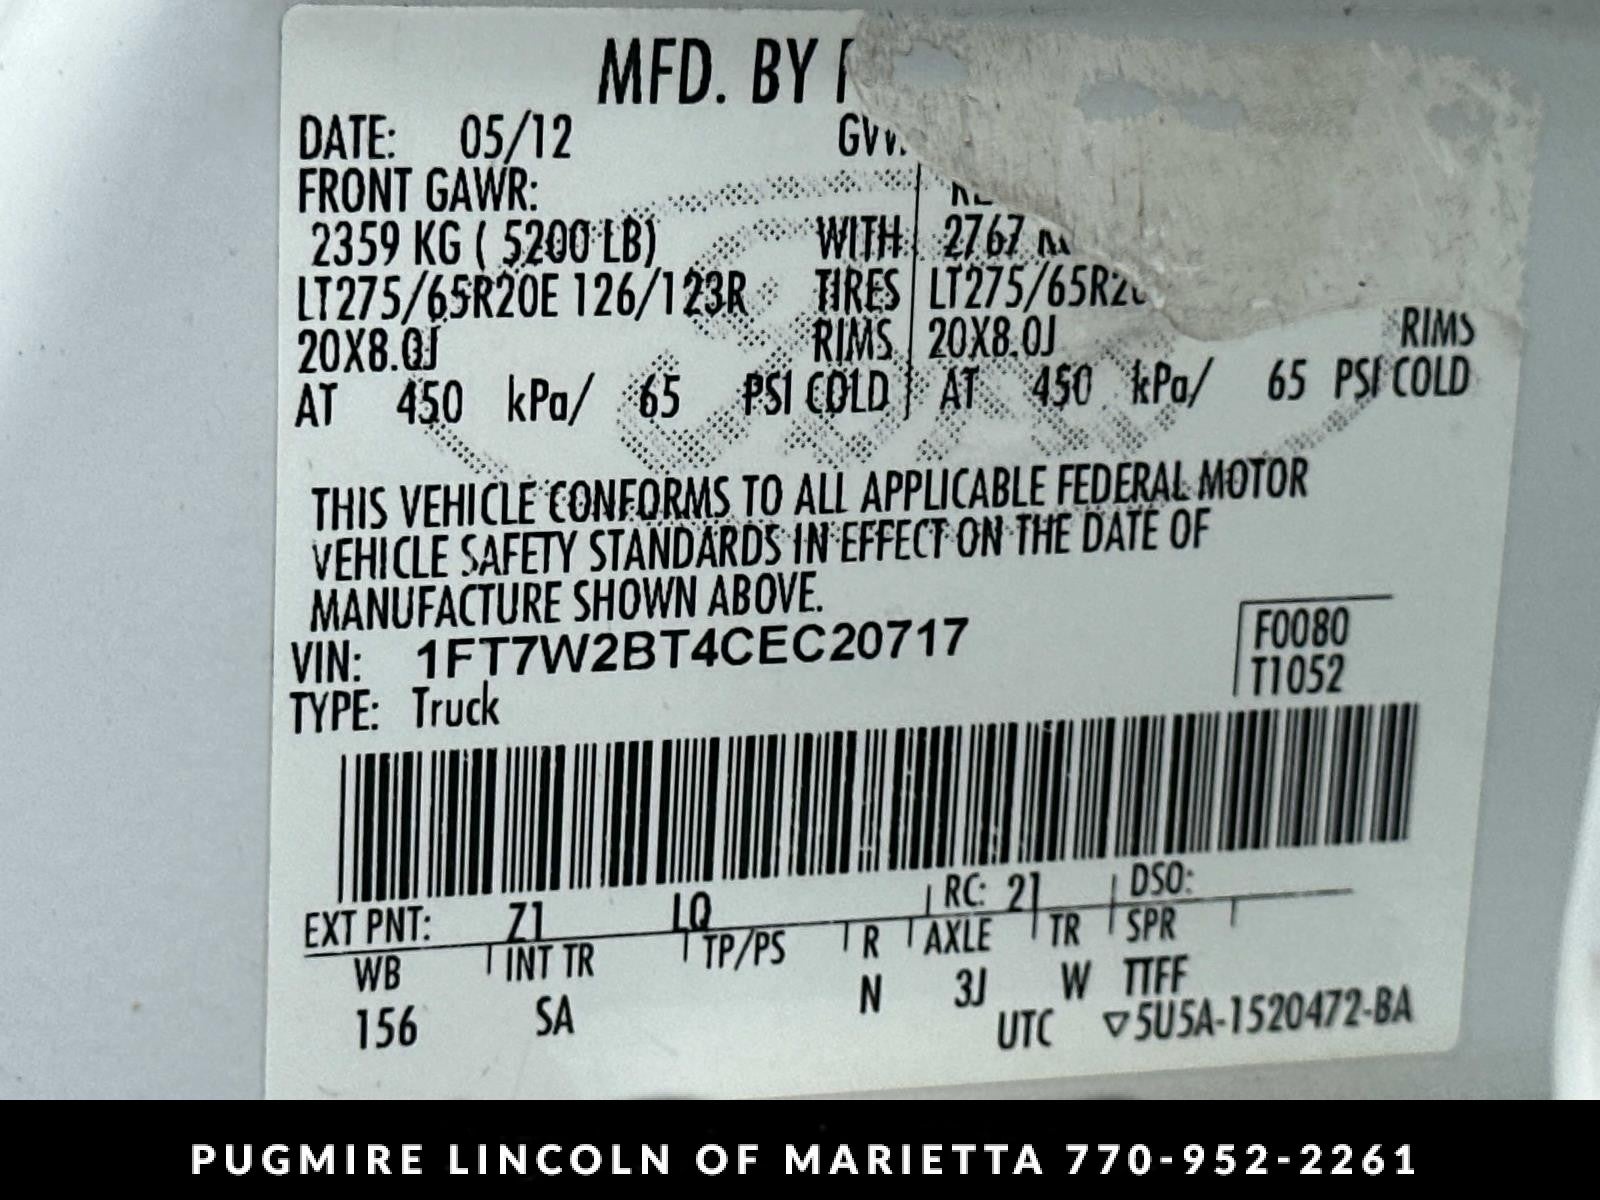 MFD. BY
DATE: 05/12
FRONT GAWR:
2359 KG ( 5200 LB) WITH 2767
LT275/65R20E 126/123R TIRES LT275/65R2
20X8.0J RIMS 20X8.0J RIMS
AT 450 kPa/ 65 PSI COLD AT 450 kPa/ 65 PSI COLD
THIS VEHICLE CONFORMS TO ALL APPLICABLE FEDERAL MOTOR
VEHICLE SAFETY STANDARDS IN EFFECT ON THE DATE OF
MANUFACTURE SHOWN ABOVE.
VIN: 1FT7W2BT4CEC20717
F0080
TYPE: Truck
T1052
EXT PNT: Z1 LQ RC: 21 DSO:
WB INT TR TP/PS R AXLE TR SPR
156 SA N 3J W TTFF
UTC ▽5U5A-1520472-BA
PUGMIRE LINCOLN OF MARIETTA 770-952-2261